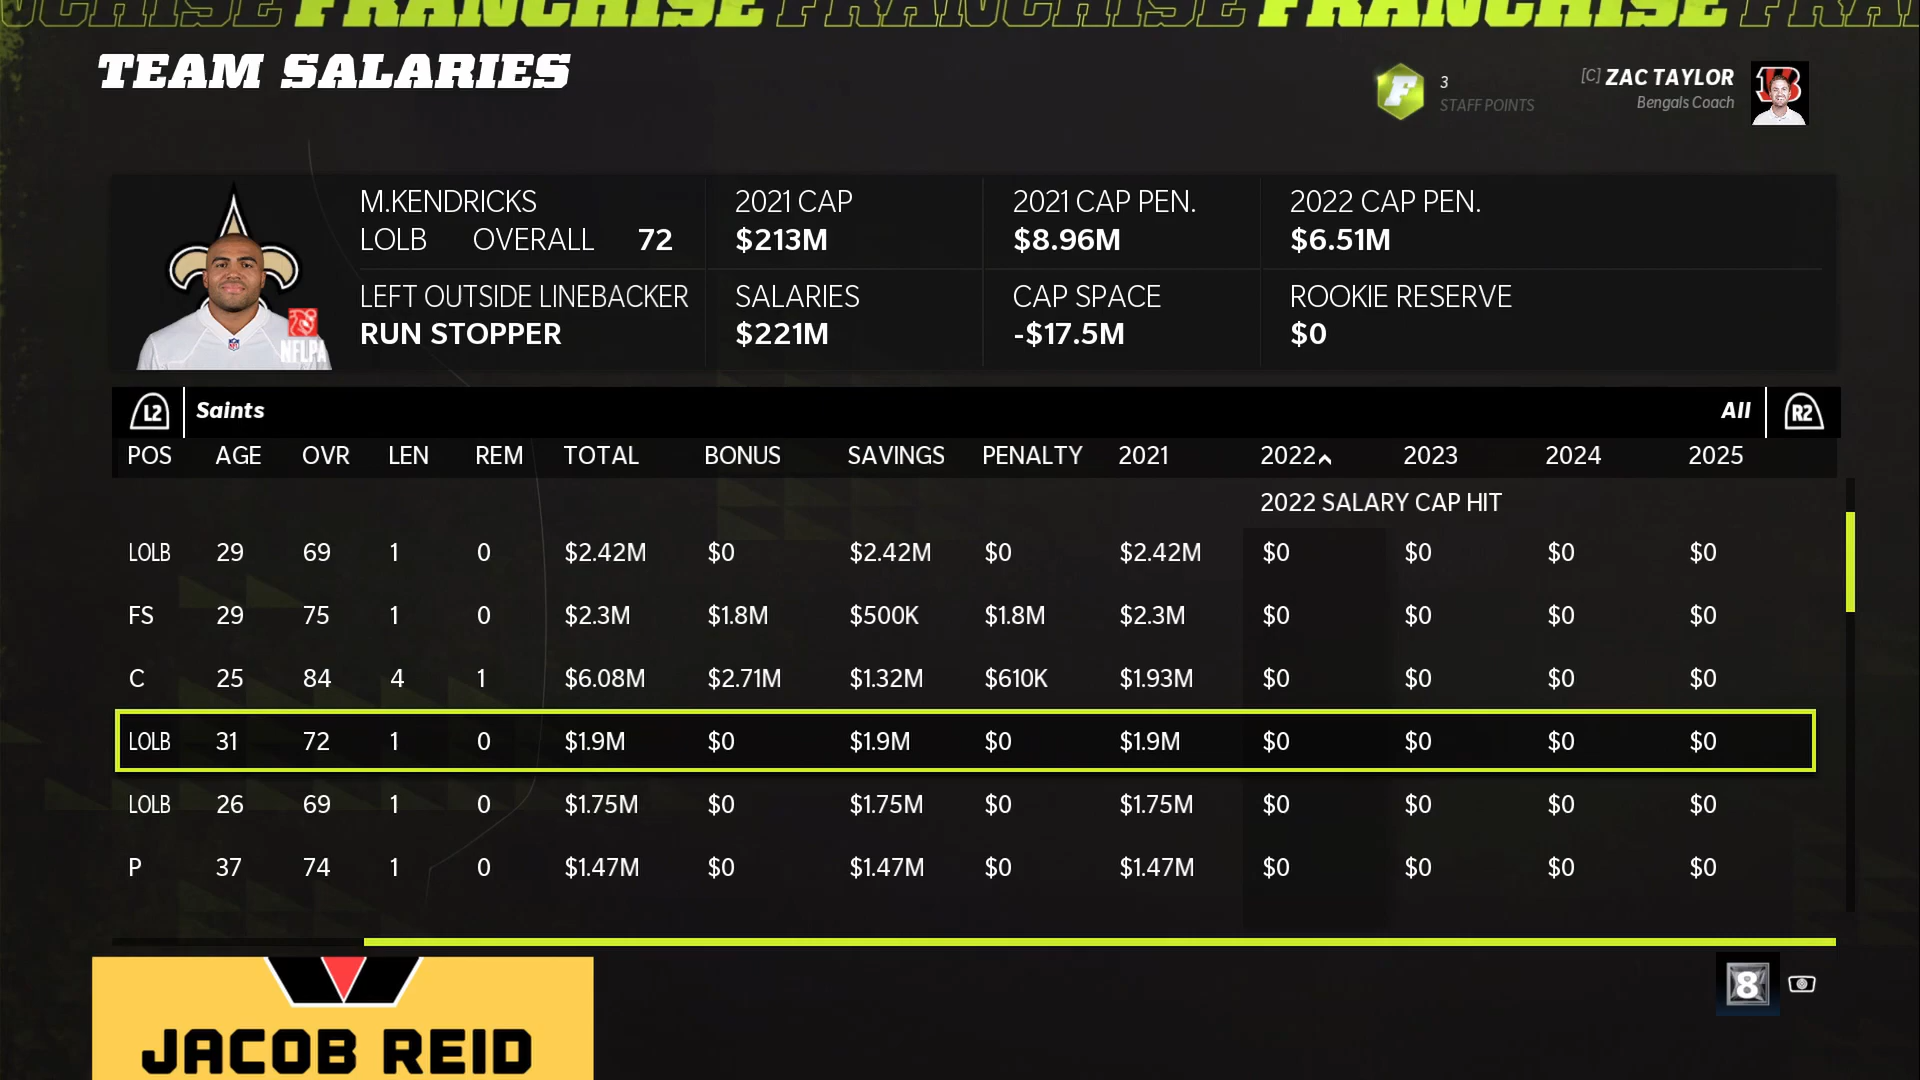 FRANCHISE FRANCHISE FRANCHISE FRANCHISE
TEAM SALARIES
3
STAFF POINTS
[C] ZAC TAYLOR
Bengals Coach
M.KENDRICKS
LOLB OVERALL 72
LEFT OUTSIDE LINEBACKER
RUN STOPPER
2021 CAP
$213M
SALARIES
$221M
2021 CAP PEN.
$8.96M
CAP SPACE
-$17.5M
2022 CAP PEN.
$6.51M
ROOKIE RESERVE
$0
NFLPA
L2 Saints All R2
POS AGE OVR LEN REM TOTAL BONUS SAVINGS PENALTY 2021 2022 2023 2024 2025
2022 SALARY CAP HIT
LOLB 29 69 1 0 $2.42M $0 $2.42M $0 $2.42M $0 $0 $0 $0
FS 29 75 1 0 $2.3M $1.8M $500K $1.8M $2.3M $0 $0 $0 $0
C 25 84 4 1 $6.08M $2.71M $1.32M $610K $1.93M $0 $0 $0 $0
LOLB 31 72 1 0 $1.9M $0 $1.9M $0 $1.9M $0 $0 $0 $0
LOLB 26 69 1 0 $1.75M $0 $1.75M $0 $1.75M $0 $0 $0 $0
P 37 74 1 0 $1.47M $0 $1.47M $0 $1.47M $0 $0 $0 $0
8
JACOB REID